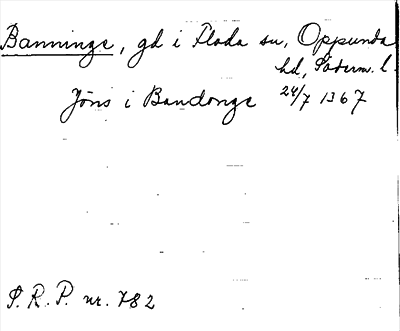 Banninge, gd i Floda sn, Oppunda
hd, Söderm. l.
Jöns i Bandonge 24/7 1367
S. R. P. nr. 782